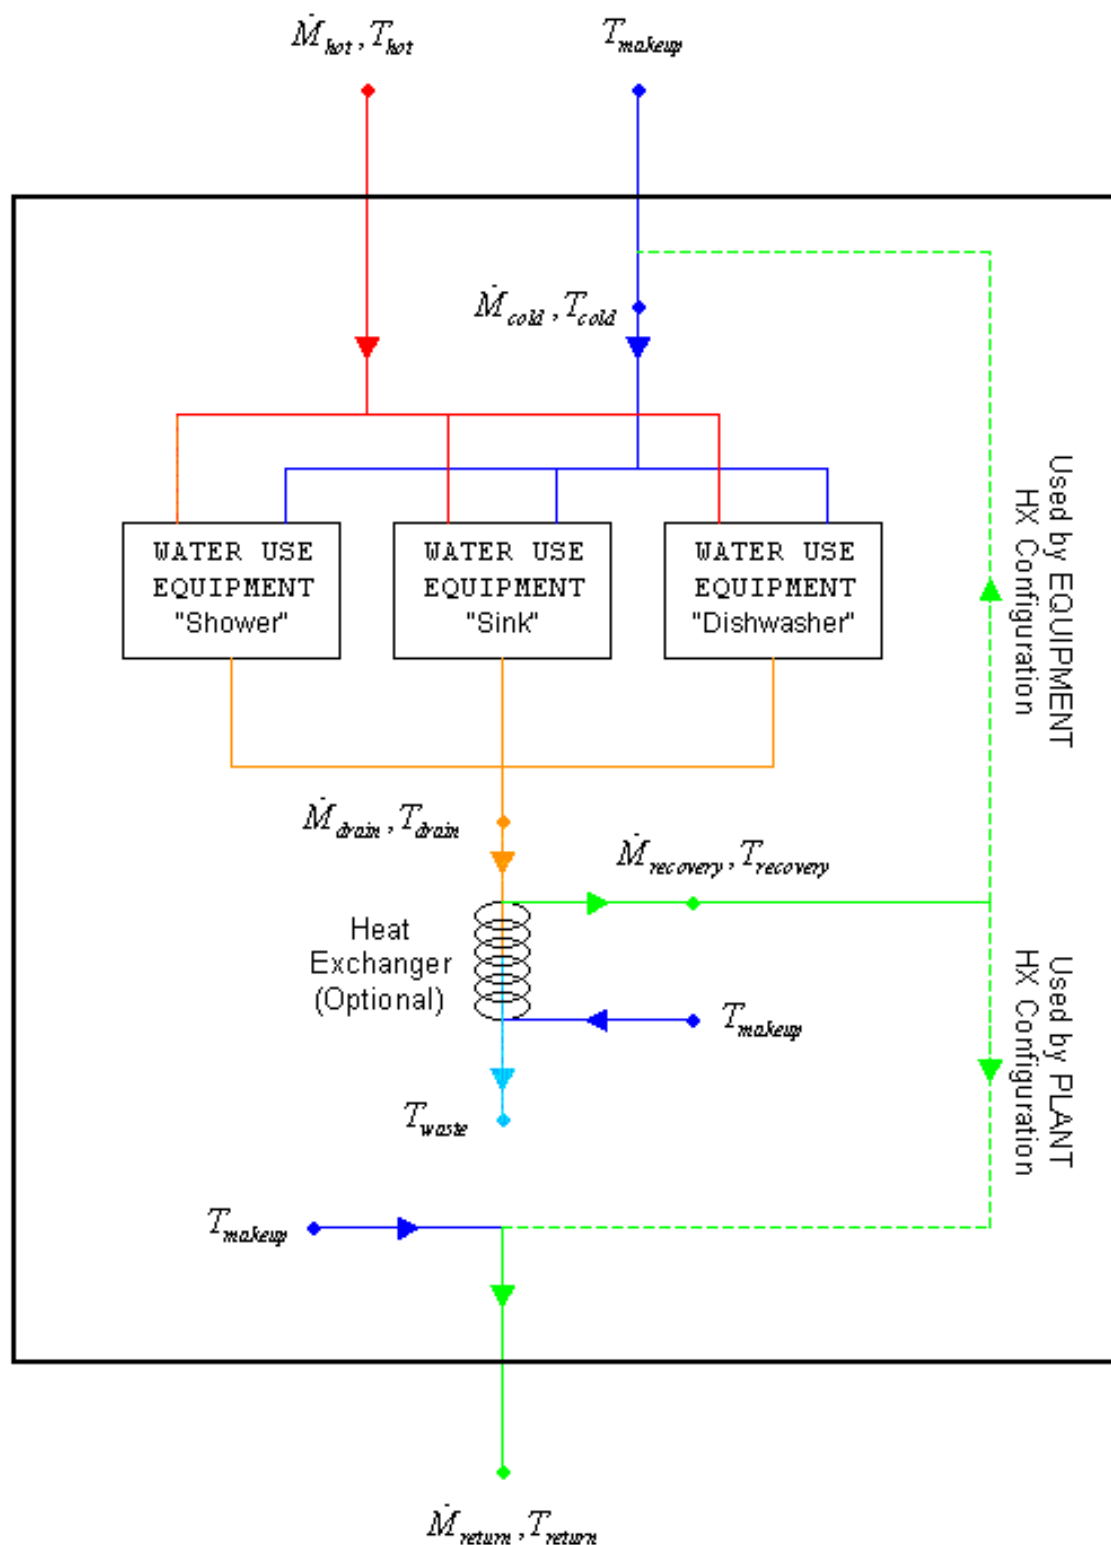 Ṁhot, Thot
Tmakeup
Ṁcold, Tcold
WATER USE
EQUIPMENT
"Shower"
WATER USE
EQUIPMENT
"Sink"
WATER USE
EQUIPMENT
"Dishwasher"
Used by EQUIPMENT
HX Configuration
Ṁdrain, Tdrain
Ṁrecovery, Trecovery
Heat
Exchanger
(Optional)
Tmakeup
Used by PLANT
HX Configuration
Twaste
Tmakeup
Ṁreturn, Treturn